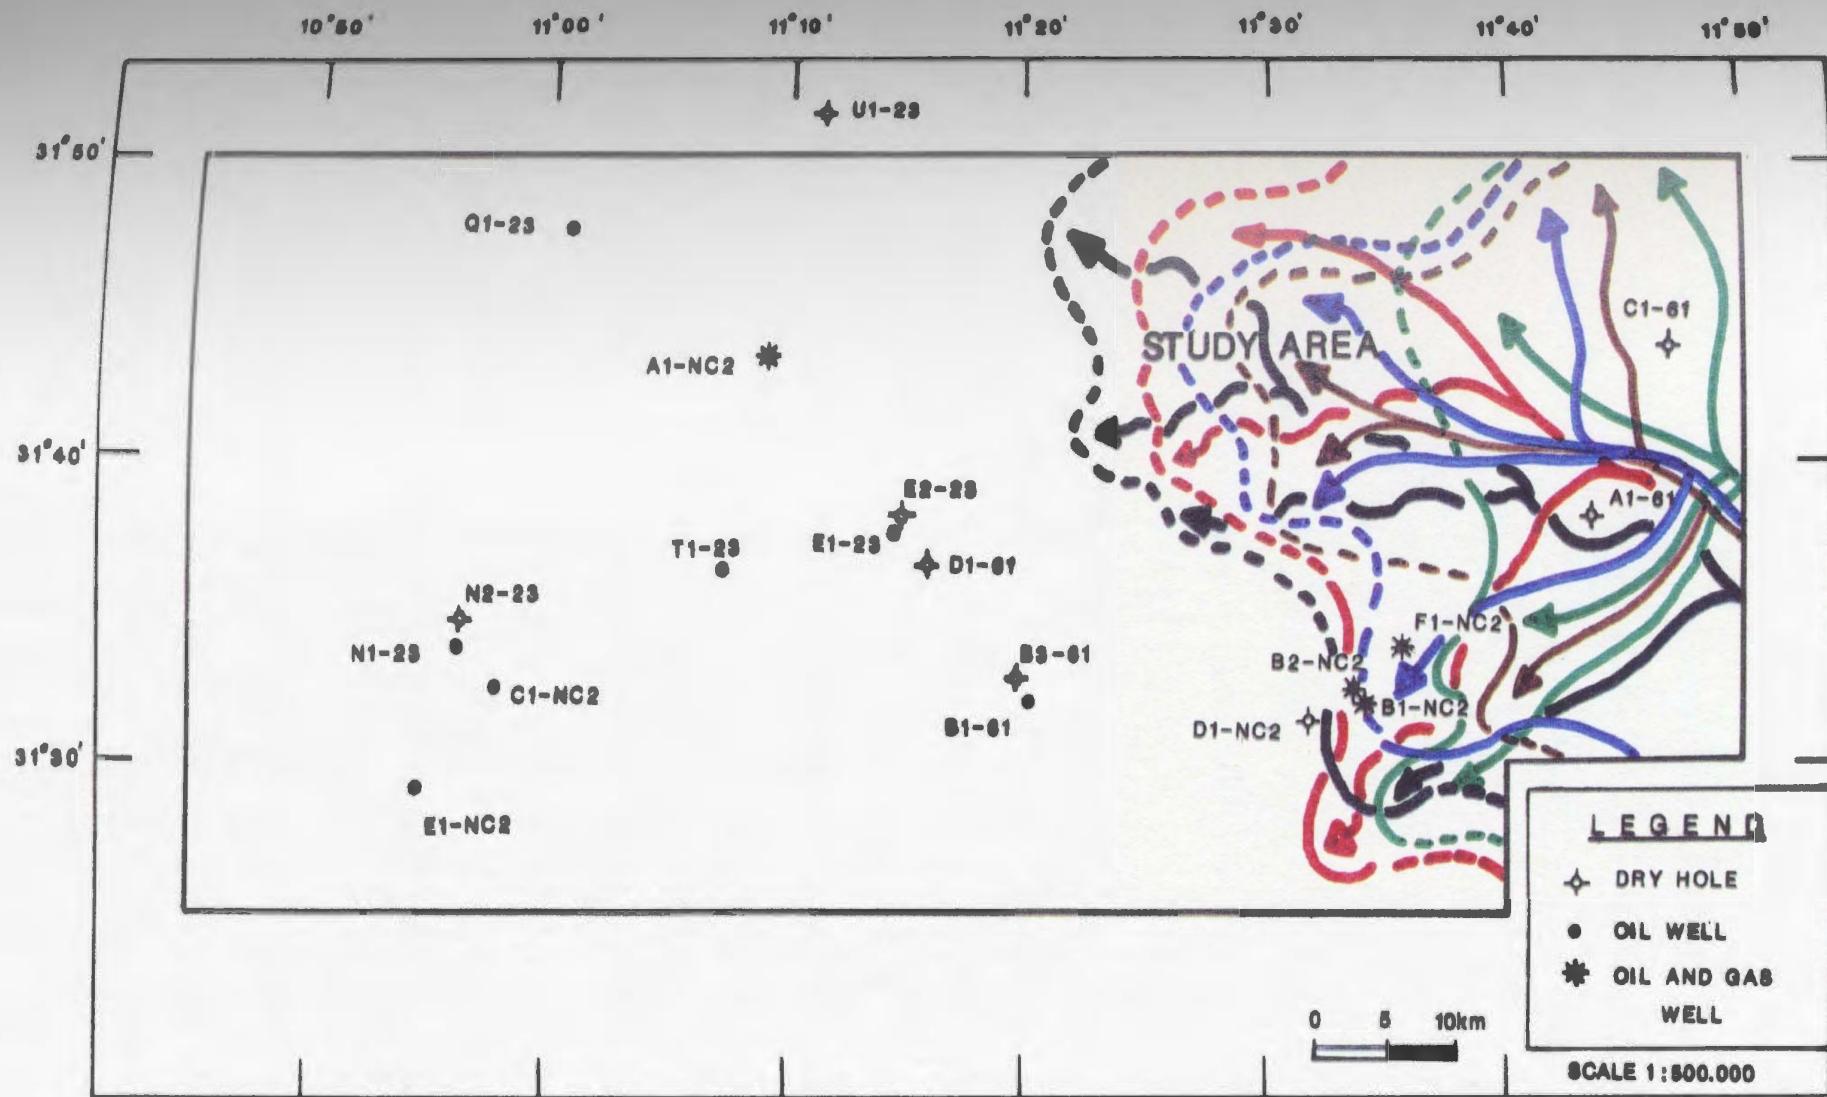 10°50'
11°00'
11°10'
11°20'
11°30'
11°40'
11°50'
U1-23
31°50'
Q1-23
C1-61
STUDY AREA
A1-NC2
31°40'
E2-23
A1-61
E1-23
T1-23
D1-61
N2-23
F1-NC2
N1-23
B3-61
B2-NC2
C1-NC2
B1-NC2
B1-61
D1-NC2
31°30'
E1-NC2
LEGEND
DRY HOLE
OIL WELL
OIL AND GAS
WELL
0 5 10km
SCALE 1:500.000